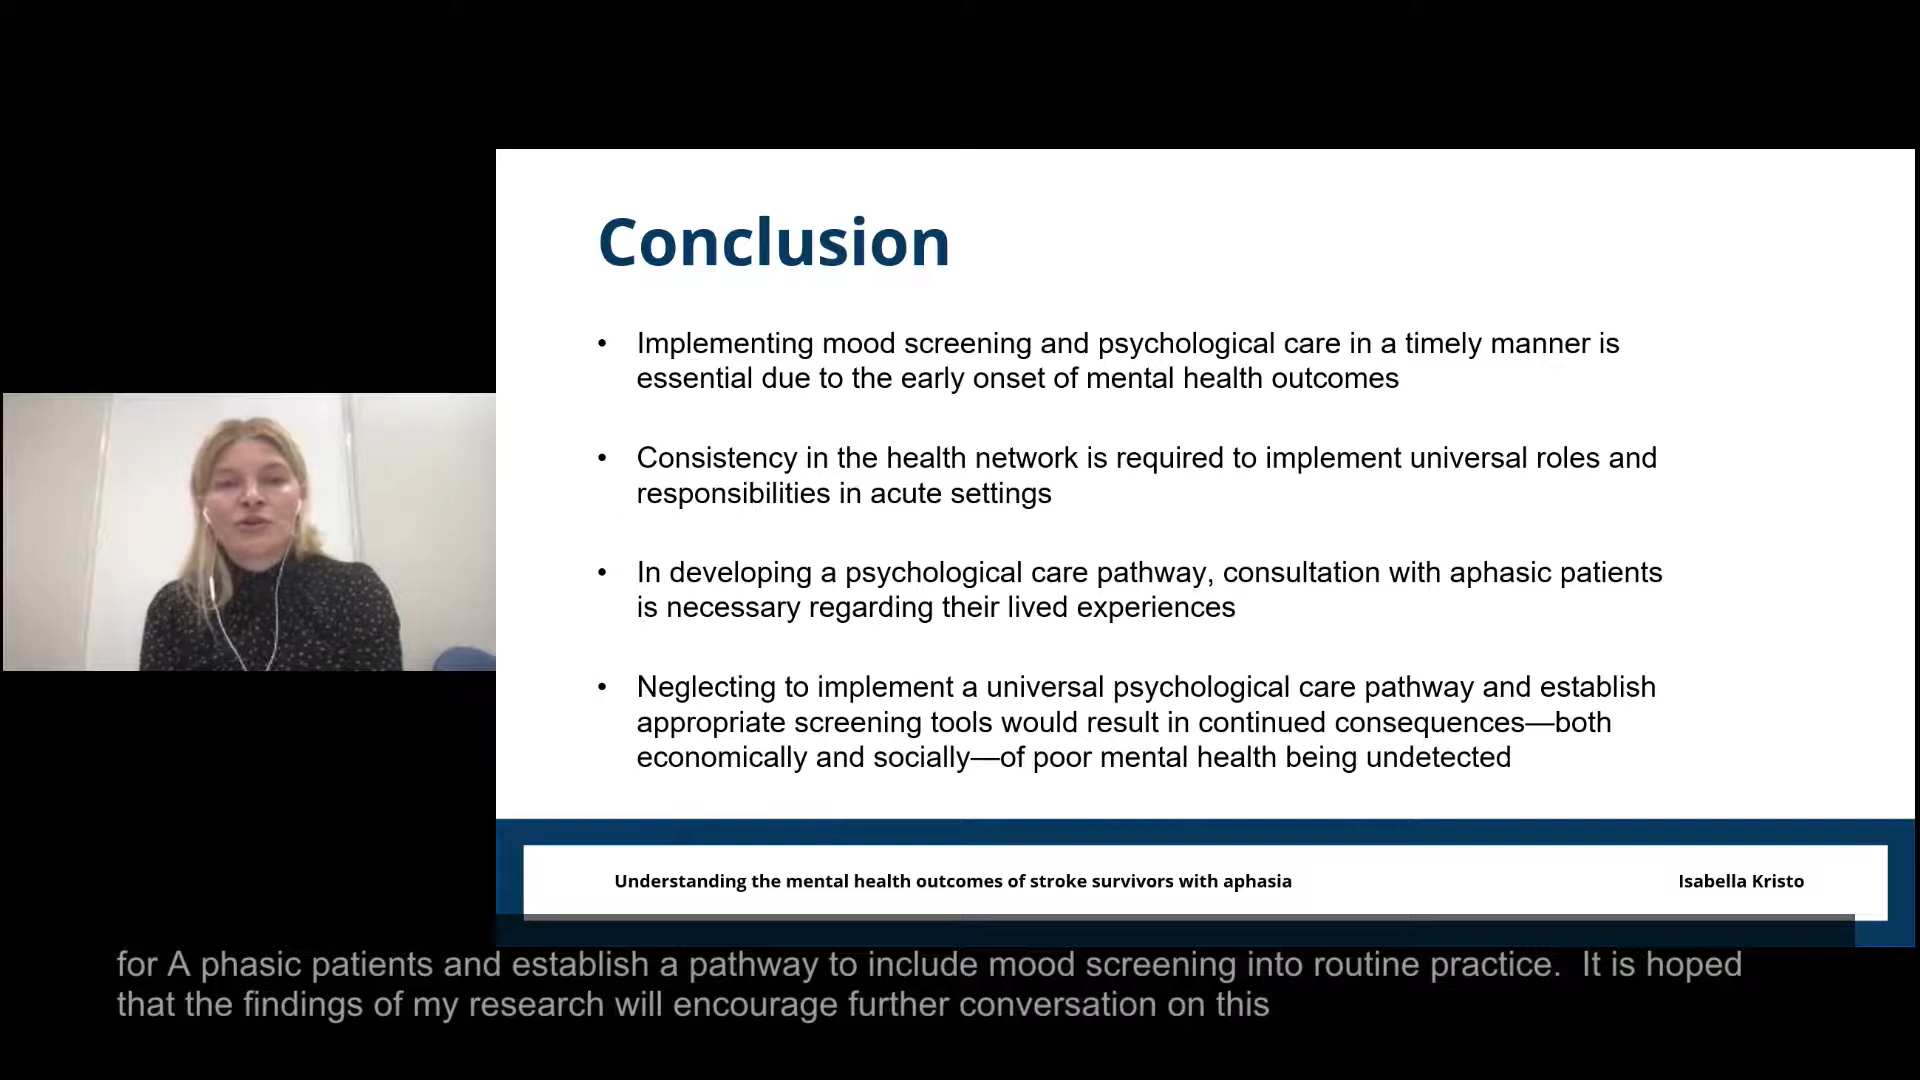 Conclusion
• Implementing mood screening and psychological care in a timely manner is
essential due to the early onset of mental health outcomes
• Consistency in the health network is required to implement universal roles and
responsibilities in acute settings
• In developing a psychological care pathway, consultation with aphasic patients
is necessary regarding their lived experiences
• Neglecting to implement a universal psychological care pathway and establish
appropriate screening tools would result in continued consequences—both
economically and socially—of poor mental health being undetected
Understanding the mental health outcomes of stroke survivors with aphasia
Isabella Kristo
for A phasic patients and establish a pathway to include mood screening into routine practice.  It is hoped
that the findings of my research will encourage further conversation on this